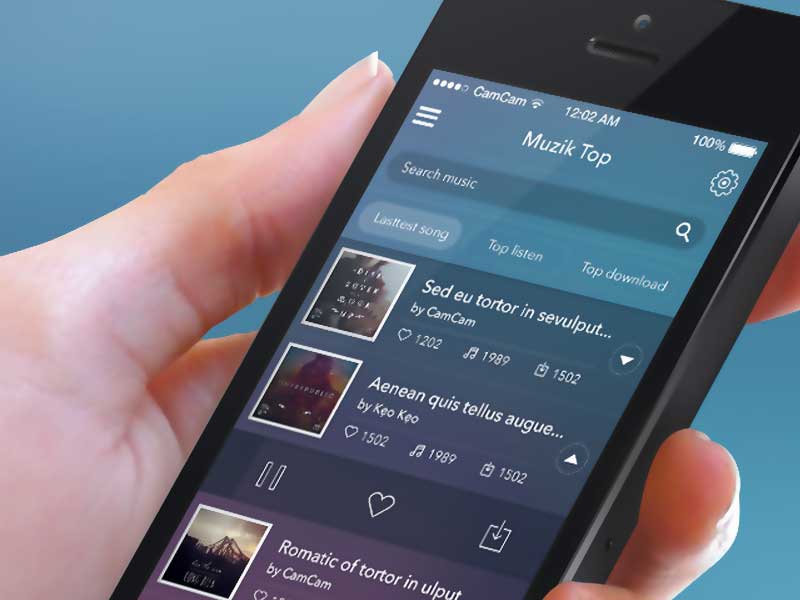 CamCam 12:02 AM 100%
Muzik Top
Search music
Lasttest song Top listen Top download
Sed eu tortor in sevulput...
by CamCam
1202 1989 1502
Aenean quis tellus augue...
by Kẹo Kẹo
1502 1989 1502
Romatic of tortor in ulput
by CamCam